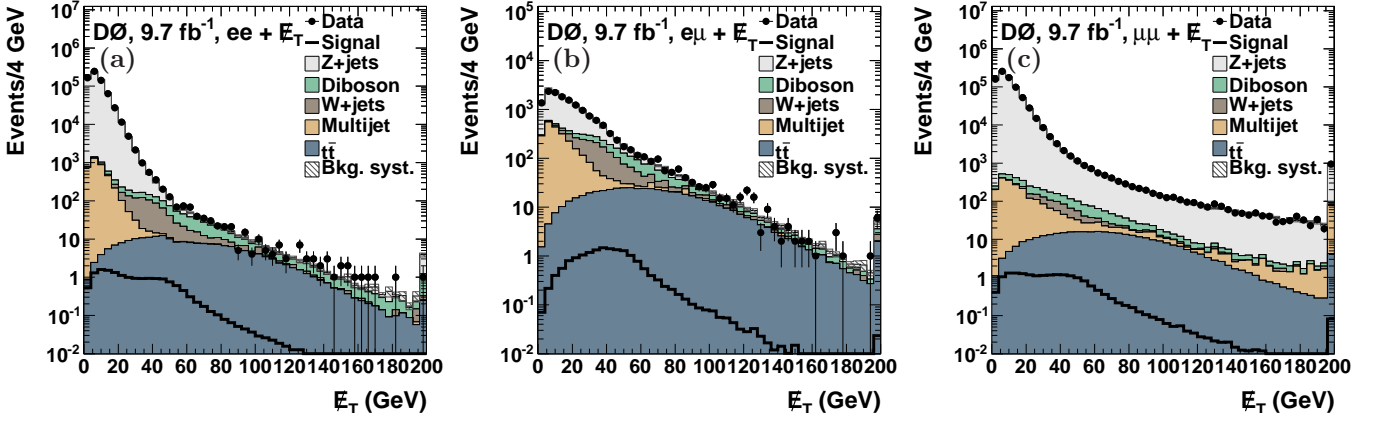 Events/4 GeV
DØ, 9.7 fb⁻¹, ee + E̸_T
(a)
Data
Signal
Z+jets
Diboson
W+jets
Multijet
tt̄
Bkg. syst.
10⁷
10⁶
10⁵
10⁴
10³
10²
10
1
10⁻¹
10⁻²
0 20 40 60 80 100 120 140 160 180 200
E̸_T (GeV)
Events/4 GeV
DØ, 9.7 fb⁻¹, eμ + E̸_T
(b)
Data
Signal
Z+jets
Diboson
W+jets
Multijet
tt̄
Bkg. syst.
10⁵
10⁴
10³
10²
10
1
10⁻¹
10⁻²
0 20 40 60 80 100 120 140 160 180 200
E̸_T (GeV)
Events/4 GeV
DØ, 9.7 fb⁻¹, μμ + E̸_T
(c)
Data
Signal
Z+jets
Diboson
W+jets
Multijet
tt̄
Bkg. syst.
10⁷
10⁶
10⁵
10⁴
10³
10²
10
1
10⁻¹
10⁻²
0 20 40 60 80 100 120 140 160 180 200
E̸_T (GeV)